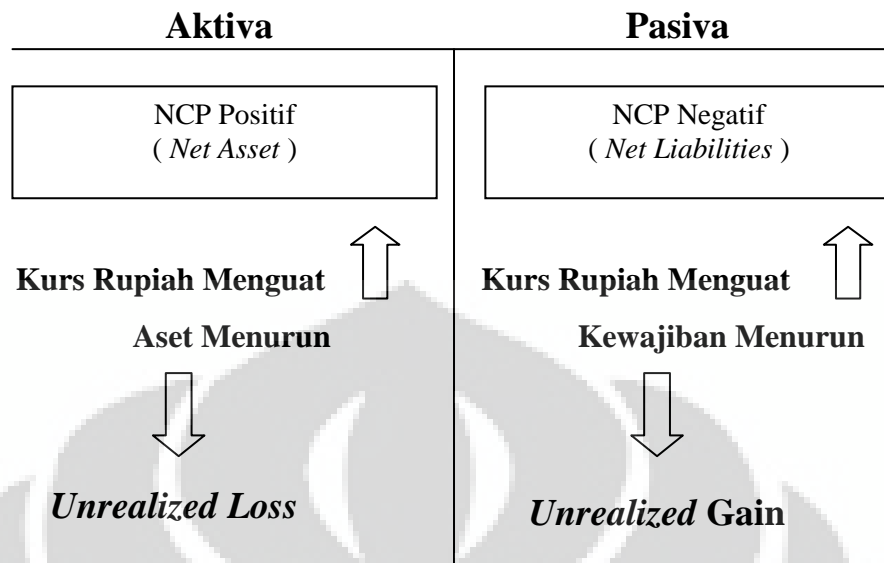 Aktiva
Pasiva
NCP Positif
( Net Asset )
NCP Negatif
( Net Liabilities )
Kurs Rupiah Menguat
Kurs Rupiah Menguat
Aset Menurun
Kewajiban Menurun
Unrealized Loss
Unrealized Gain